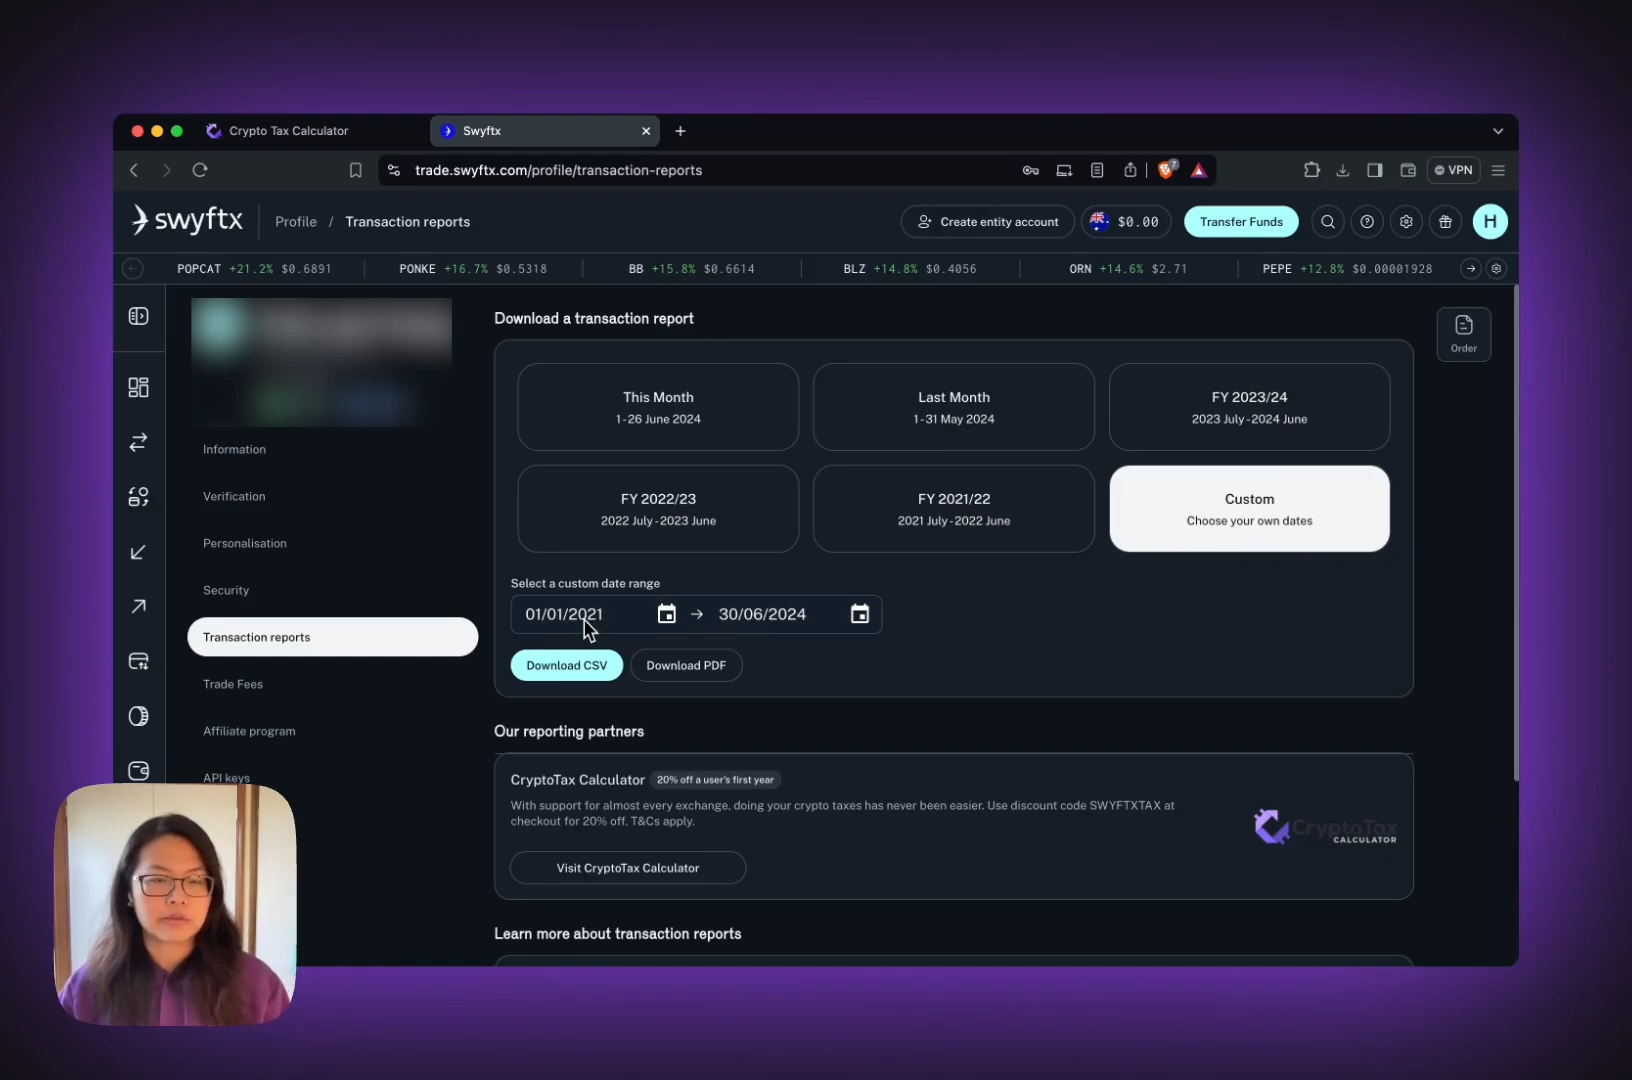 Crypto Tax Calculator
Swyftx
trade.swyftx.com/profile/transaction-reports
7
VPN
swyftx
Profile / Transaction reports
Create entity account
$0.00
Transfer Funds
H
POPCAT +21.2% $0.6891
PONKE +16.7% $0.5318
BB +15.8% $0.6614
BLZ +14.8% $0.4056
ORN +14.6% $2.71
PEPE +12.8% $0.00001928
Information
Verification
Personalisation
Security
Transaction reports
Trade Fees
Affiliate program
API keys
Download a transaction report
Order
This Month
1-26 June 2024
Last Month
1-31 May 2024
FY 2023/24
2023 July-2024 June
FY 2022/23
2022 July-2023 June
FY 2021/22
2021 July-2022 June
Custom
Choose your own dates
Select a custom date range
01/01/2021 → 30/06/2024
Download CSV
Download PDF
Our reporting partners
CryptoTax Calculator 20% off a user's first year
With support for almost every exchange, doing your crypto taxes has never been easier. Use discount code SWYFTXTAX at
checkout for 20% off. T&Cs apply.
CryptoTax
CALCULATOR
Visit CryptoTax Calculator
Learn more about transaction reports